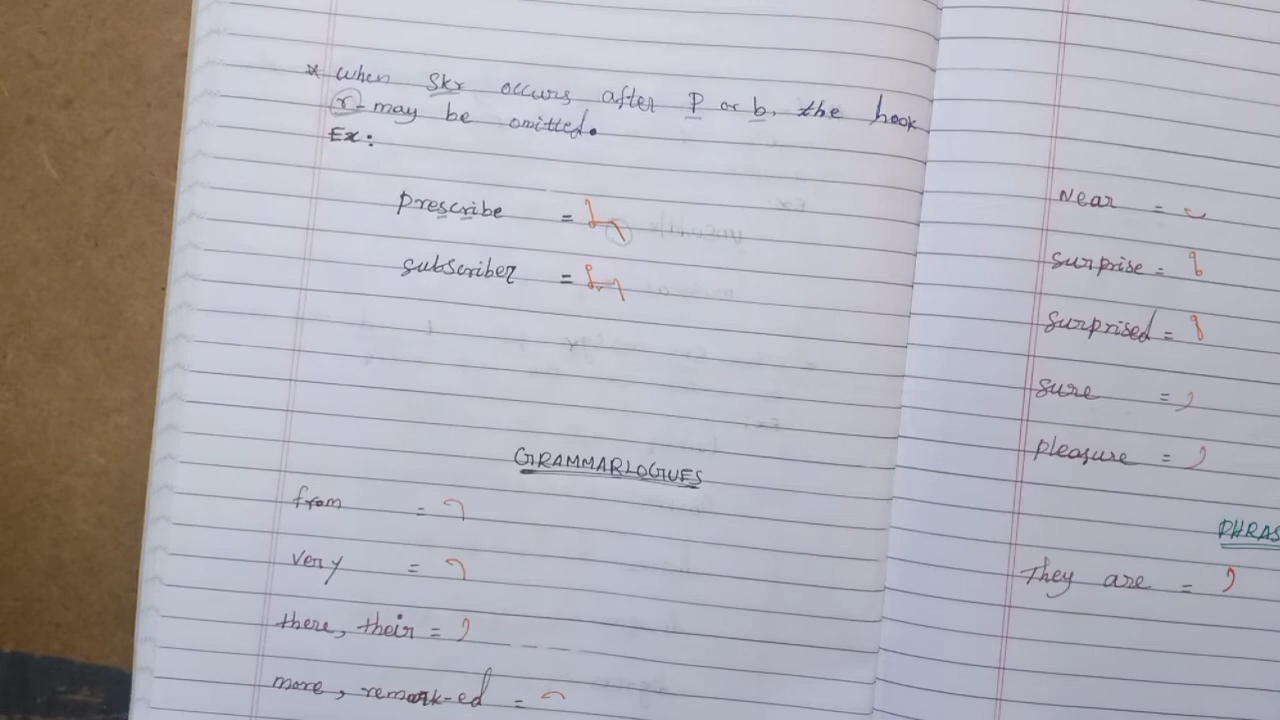 * when Skr occurs after P or b, the hook
r-may be omitted.
Ex:
prescribe =
subscriber =
GRAMMARLOGUES
from =
very =
there, their =
more, remark-ed =
Near =
surprise =
surprised =
sure =
pleasure =
PHRAS
They are =